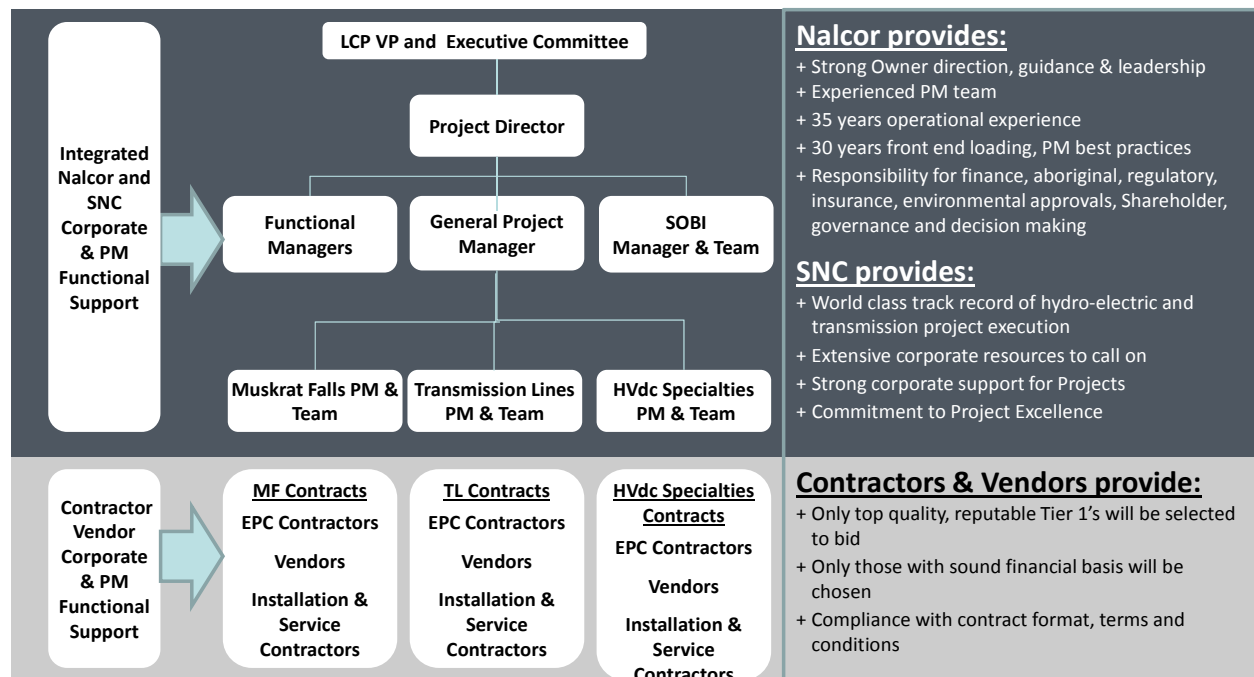 LCP VP and Executive Committee
Project Director
Integrated
Nalcor and
SNC
Corporate
& PM
Functional
Support
Functional
Managers
General Project
Manager
SOBI
Manager & Team
Muskrat Falls PM &
Team
Transmission Lines
PM & Team
HVdc Specialties
PM & Team
Nalcor provides:
+ Strong Owner direction, guidance & leadership
+ Experienced PM team
+ 35 years operational experience
+ 30 years front end loading, PM best practices
+ Responsibility for finance, aboriginal, regulatory,
insurance, environmental approvals, Shareholder,
governance and decision making
SNC provides:
+ World class track record of hydro-electric and
transmission project execution
+ Extensive corporate resources to call on
+ Strong corporate support for Projects
+ Commitment to Project Excellence
Contractor
Vendor
Corporate
& PM
Functional
Support
MF Contracts
EPC Contractors
Vendors
Installation &
Service
Contractors
TL Contracts
EPC Contractors
Vendors
Installation &
Service
Contractors
HVdc Specialties
Contracts
EPC Contractors
Vendors
Installation &
Service
Contractors
Contractors & Vendors provide:
+ Only top quality, reputable Tier 1's will be selected
to bid
+ Only those with sound financial basis will be
chosen
+ Compliance with contract format, terms and
conditions